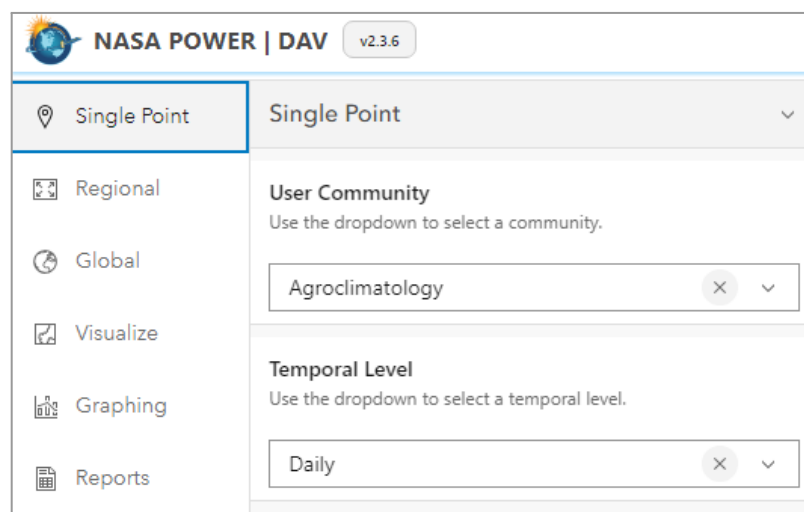 NASA POWER | DAV v2.3.6
Single Point
Regional
Global
Visualize
Graphing
Reports
Single Point
User Community
Use the dropdown to select a community.
Agroclimatology
Temporal Level
Use the dropdown to select a temporal level.
Daily